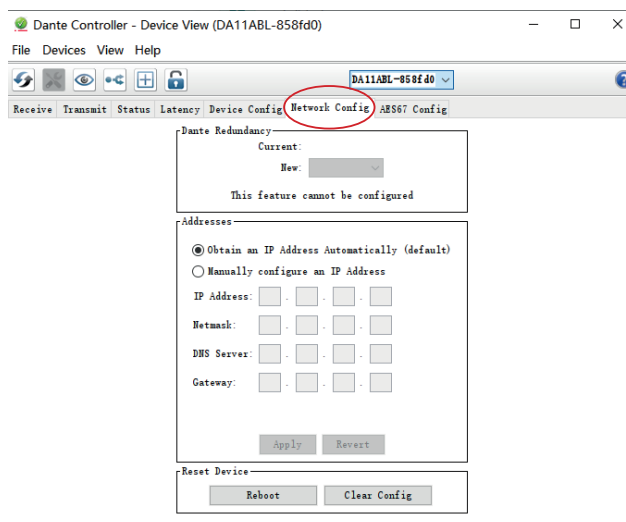 Dante Controller - Device View (DA11ABL-858fd0)
File Devices View Help
DA11ABL-858fd0
Receive Transmit Status Latency Device Config Network Config AES67 Config
Dante Redundancy
Current:
New:
This feature cannot be configured
Addresses
Obtain an IP Address Automatically (default)
Manually configure an IP Address
IP Address: . . .
Netmask: . . .
DNS Server: . . .
Gateway: . . .
Apply Revert
Reset Device
Reboot Clear Config